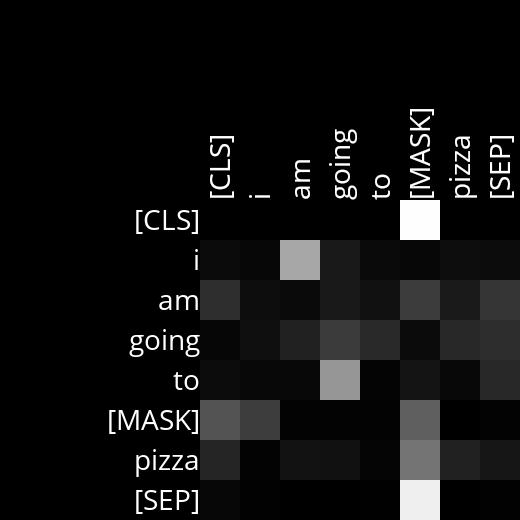 [CLS] i am going to [MASK] pizza [SEP]
[CLS]
i
am
going
to
[MASK]
pizza
[SEP]